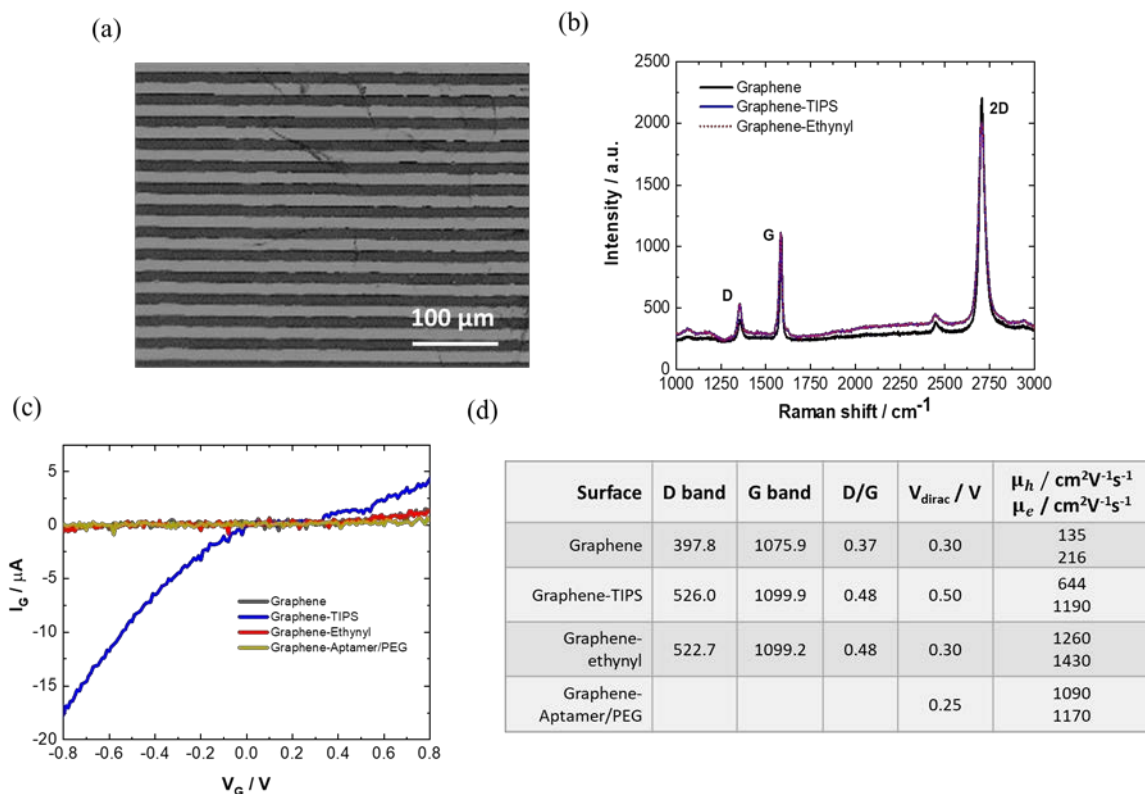 (a)
100 μm
(b)
Graphene
Graphene-TIPS
Graphene-Ethynyl
2D
G
D
2500
2000
1500
1000
500
0
1000 1250 1500 1750 2000 2250 2500 2750 3000
Intensity / a.u.
Raman shift / cm-1
(c)
5
0
-5
-10
-15
-20
-0.8 -0.6 -0.4 -0.2 0.0 0.2 0.4 0.6 0.8
IG / μA
Graphene
Graphene-TIPS
Graphene-Ethynyl
Graphene-Aptamer/PEG
VG / V
(d)
Surface D band G band D/G Vdirac / V μh / cm²V⁻¹s⁻¹
μe / cm²V⁻¹s⁻¹
Graphene 397.8 1075.9 0.37 0.30 135
216
Graphene-TIPS 526.0 1099.9 0.48 0.50 644
1190
Graphene-
ethynyl 522.7 1099.2 0.48 0.30 1260
1430
Graphene-
Aptamer/PEG 0.25 1090
1170